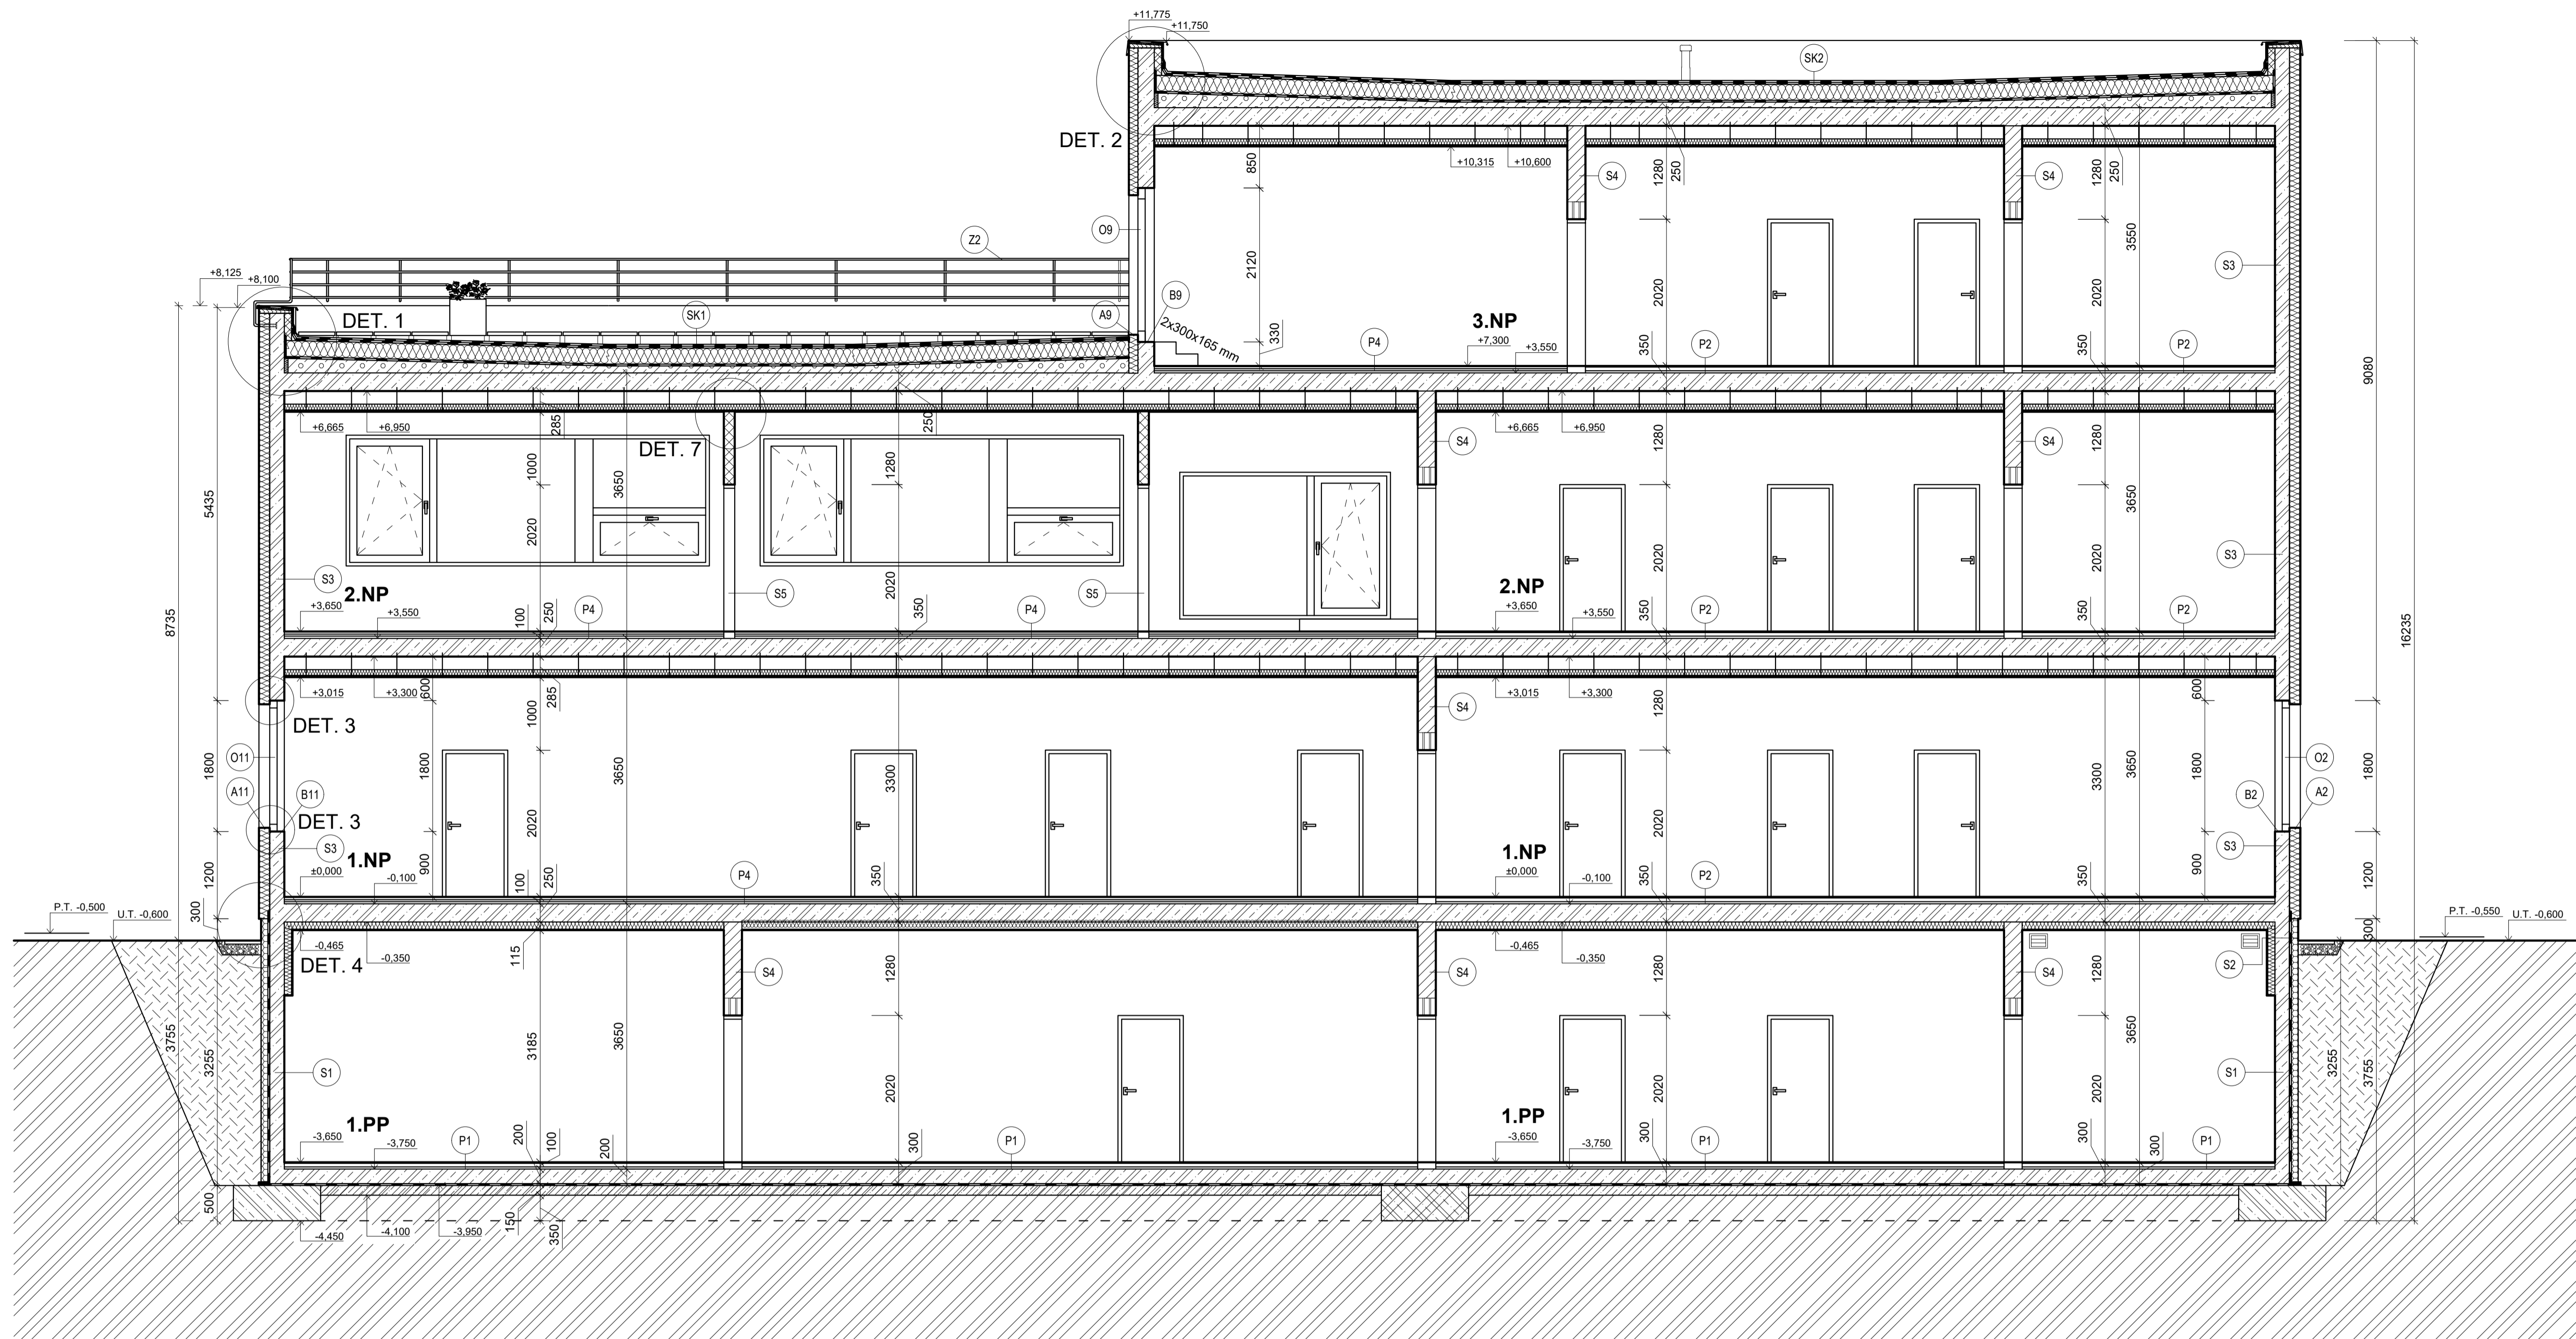 +11,775
+11,750
SK2
DET. 2
+10,315
+10,600
850
1280
250
1280
250
S4
S4
3550
O9
Z2
2120
2020
2020
S3
+8,125
+8,100
DET. 1
SK1
A9
B9
2x300x165 mm
330
3.NP
+7,300
+3,550
P4
350
P2
350
P2
9080
16235
+6,665
+6,950
285
DET. 7
250
+6,665
+6,950
1000
3650
1280
S4
1280
S4
1280
3650
5435
2020
2020
2020
2020
S3
S3
2.NP
+3,650
+3,550
100
250
P4
S5
350
P4
S5
2.NP
+3,650
+3,550
350
P2
350
P2
8735
+3,015
+3,300
600
285
+3,015
+3,300
600
DET. 3
1000
S4
1280
1280
O11
1800
1800
3650
3300
3300
3650
1800
1800
O2
A11
B11
DET. 3
2020
2020
B2
A2
S3
1.NP
±0,000
-0,100
900
100
250
P4
350
1.NP
±0,000
-0,100
350
P2
350
900
S3
1200
1200
300
300
P.T. -0,500
U.T. -0,600
P.T. -0,550
U.T. -0,600
-0,465
-0,350
DET. 4
115
S4
1280
S4
-0,465
-0,350
1280
S4
1280
S2
3755
3255
S1
3185
3650
2020
2020
2020
3650
S1
3255
3755
1.PP
-3,650
-3,750
P1
200
100
200
300
P1
1.PP
-3,650
-3,750
300
P1
300
300
P1
500
-4,450
-4,100
-3,950
150
350